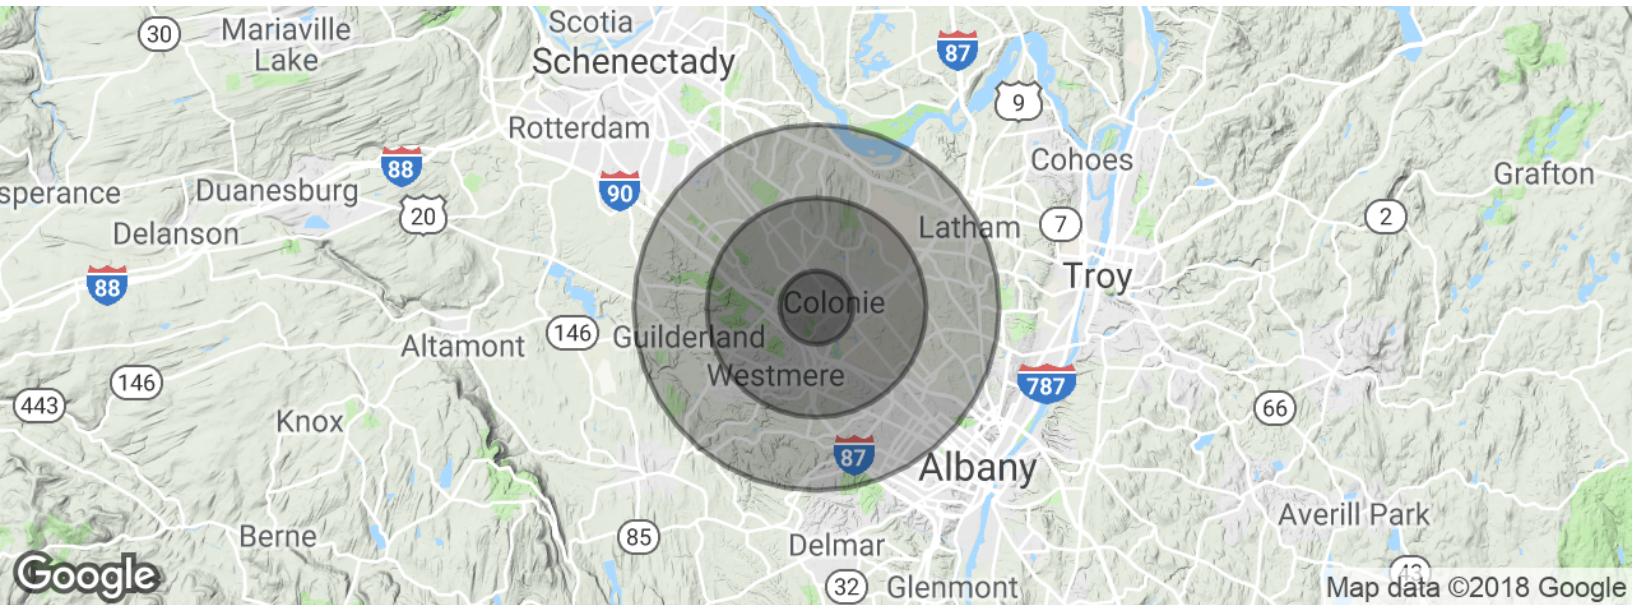 Scotia
30
Mariaville
Lake
87
Schenectady
9
Rotterdam
Cohoes
88
Grafton
90
sperance
Duanesburg
20
2
Latham
7
Delanson
Troy
88
Colonie
146
Guilderland
Altamont
Westmere
146
787
443
66
Knox
87
Albany
Averill Park
Berne
85
Delmar
Google
32
Glenmont
43
Map data ©2018 Google